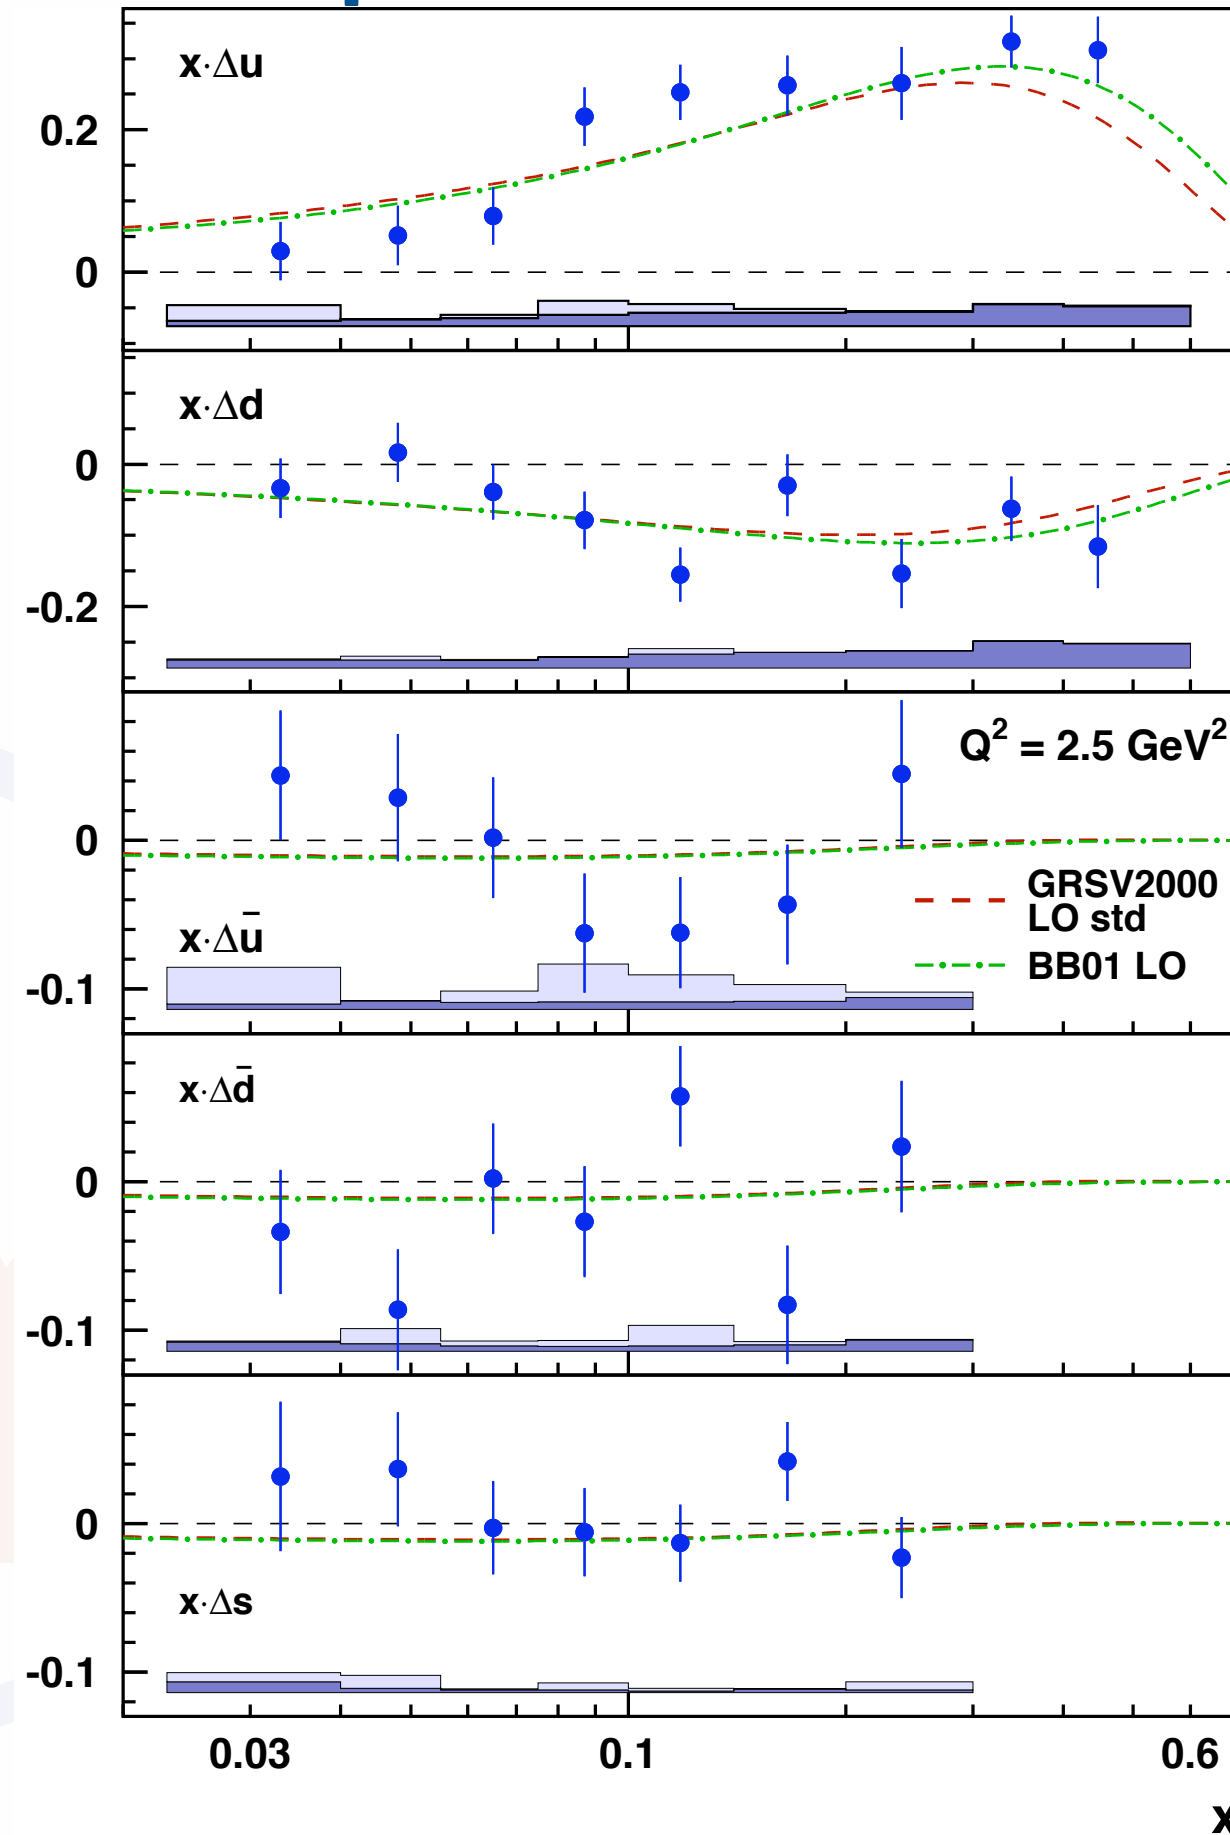 x·Δu
0.2
0
x·Δd
0
-0.2
Q² = 2.5 GeV²
0
GRSV2000
LO std
x·Δū
BB01 LO
-0.1
x·Δd̄
0
-0.1
0
x·Δs
-0.1
0.03 0.1 0.6
x